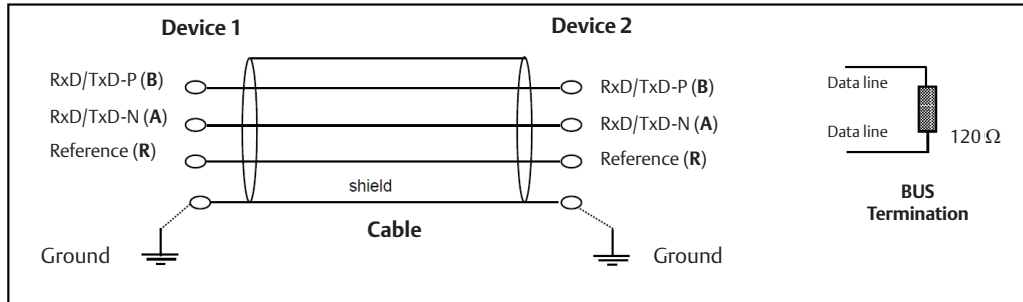 Device 1
Device 2
RxD/TxD-P (B)
RxD/TxD-P (B)
Data line
RxD/TxD-N (A)
RxD/TxD-N (A)
Data line
120 Ω
Reference (R)
Reference (R)
shield
BUS
Termination
Cable
Ground
Ground